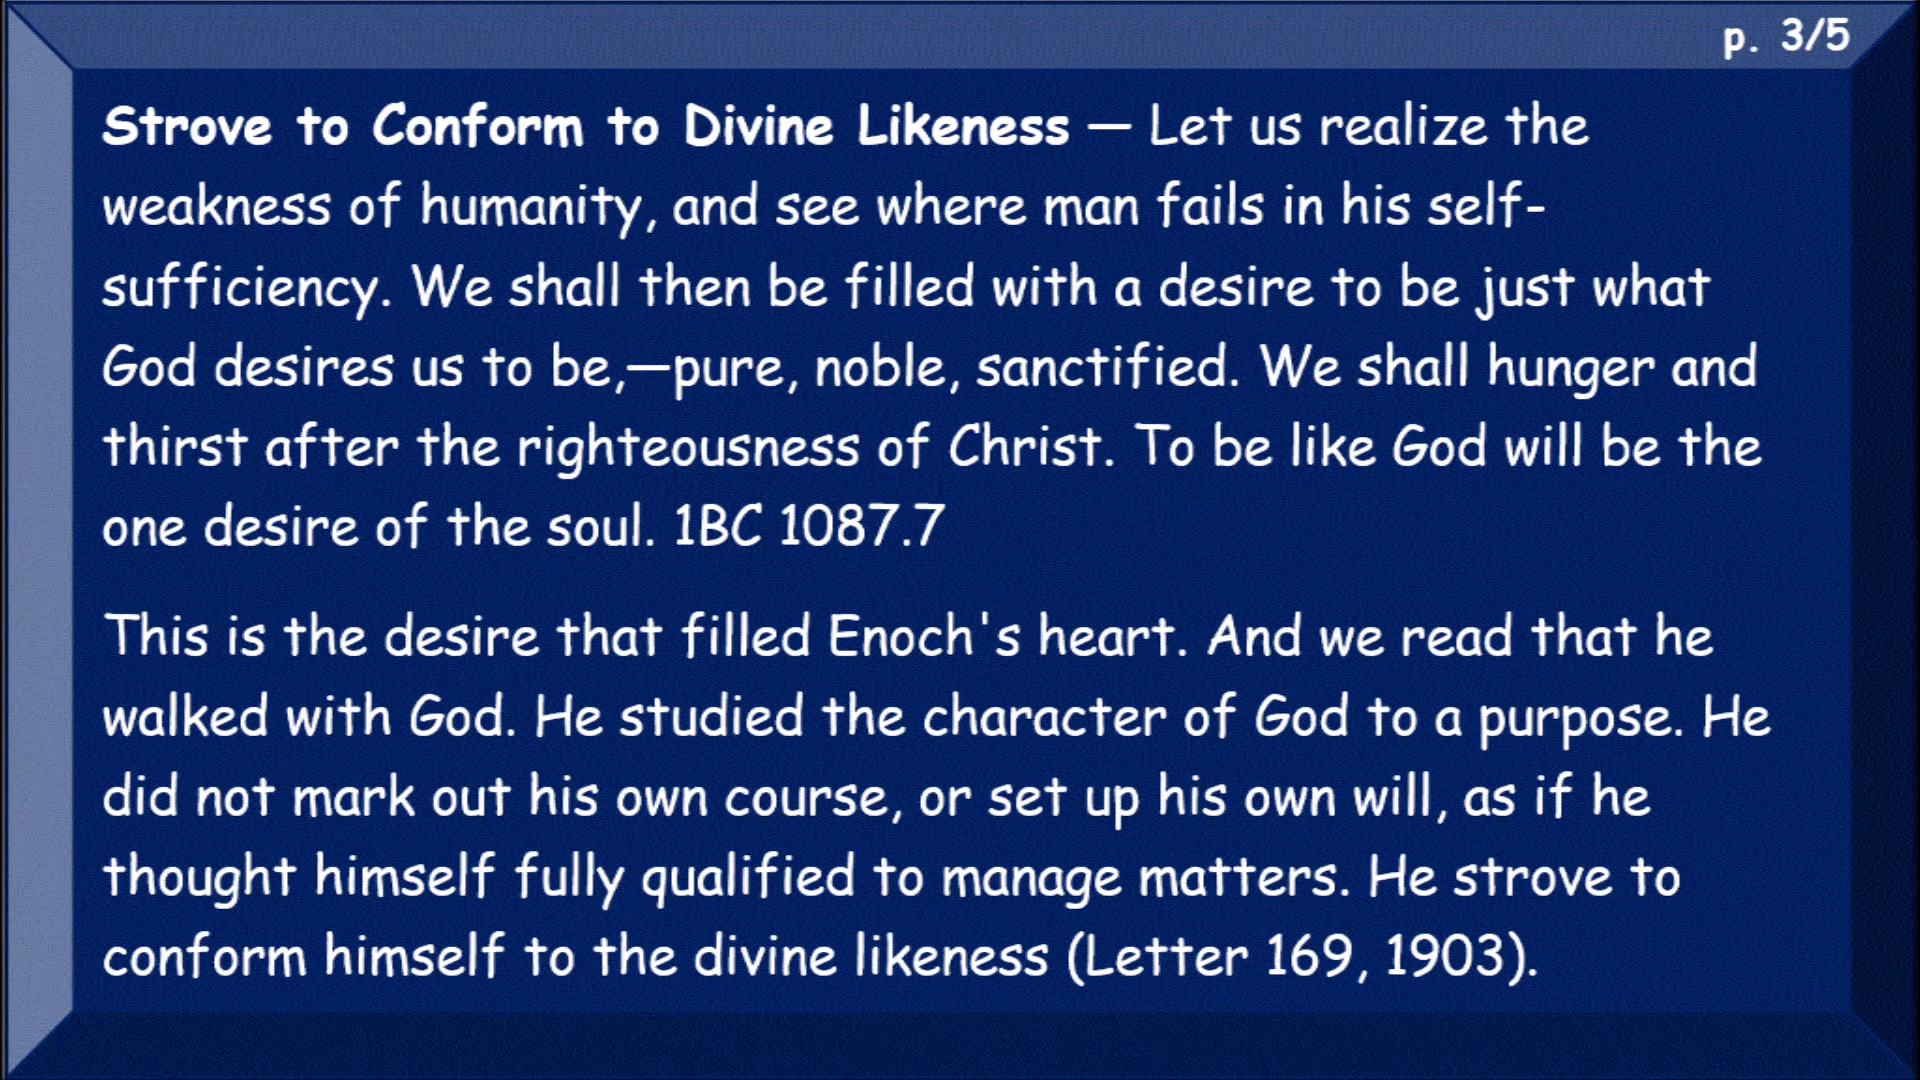 p. 3/5
Strove to Conform to Divine Likeness — Let us realize the
weakness of humanity, and see where man fails in his self-
sufficiency. We shall then be filled with a desire to be just what
God desires us to be,—pure, noble, sanctified. We shall hunger and
thirst after the righteousness of Christ. To be like God will be the
one desire of the soul. 1BC 1087.7
This is the desire that filled Enoch's heart. And we read that he
walked with God. He studied the character of God to a purpose. He
did not mark out his own course, or set up his own will, as if he
thought himself fully qualified to manage matters. He strove to
conform himself to the divine likeness (Letter 169, 1903).